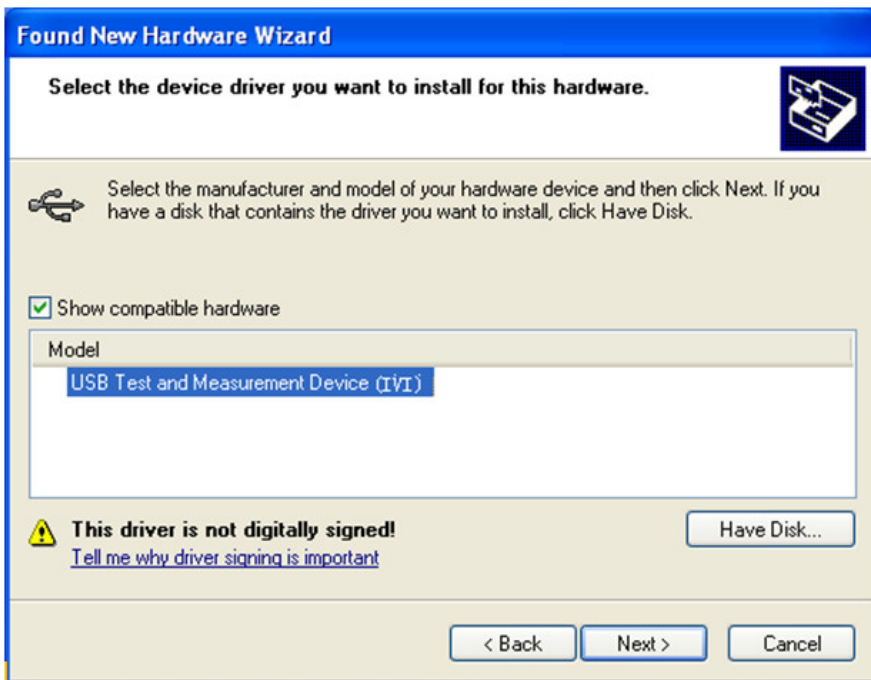 Found New Hardware Wizard
Select the device driver you want to install for this hardware.
Select the manufacturer and model of your hardware device and then click Next. If you
have a disk that contains the driver you want to install, click Have Disk.
Show compatible hardware
Model
USB Test and Measurement Device (IVI)
This driver is not digitally signed!
Have Disk...
Tell me why driver signing is important
< Back
Next >
Cancel